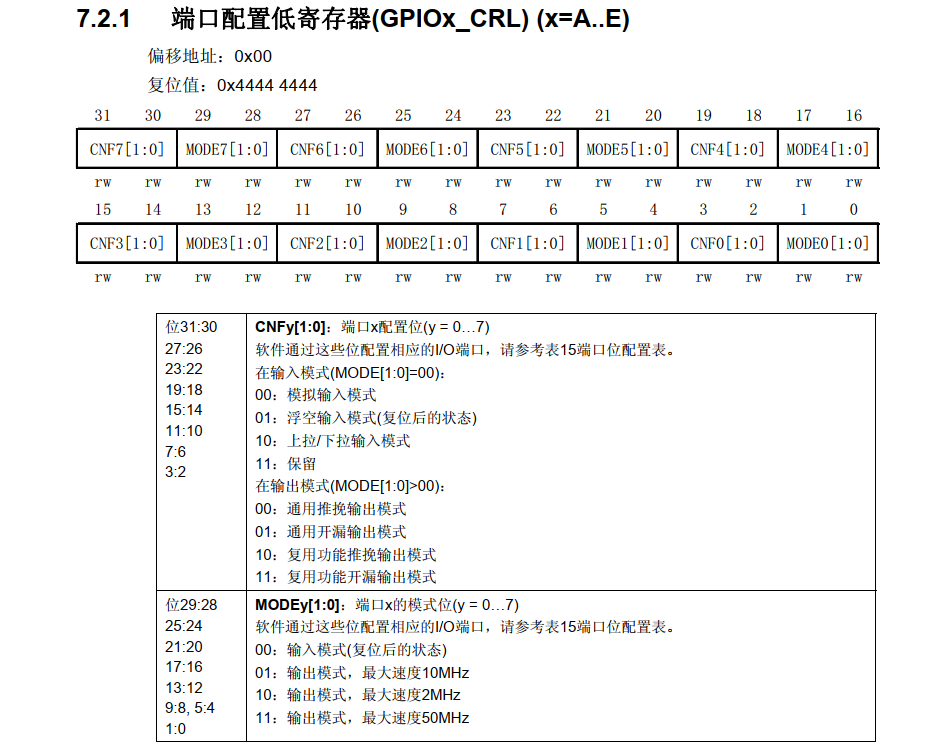 7.2.1 端口配置低寄存器(GPIOx_CRL) (x=A..E)
偏移地址：0x00
复位值：0x4444 4444
31 30 29 28 27 26 25 24 23 22 21 20 19 18 17 16
CNF7[1:0] MODE7[1:0] CNF6[1:0] MODE6[1:0] CNF5[1:0] MODE5[1:0] CNF4[1:0] MODE4[1:0]
rw rw rw rw rw rw rw rw rw rw rw rw rw rw rw rw
15 14 13 12 11 10 9 8 7 6 5 4 3 2 1 0
CNF3[1:0] MODE3[1:0] CNF2[1:0] MODE2[1:0] CNF1[1:0] MODE1[1:0] CNF0[1:0] MODE0[1:0]
rw rw rw rw rw rw rw rw rw rw rw rw rw rw rw rw
位31:30
27:26
23:22
19:18
15:14
11:10
7:6
3:2
CNFy[1:0]：端口x配置位(y = 0…7)
软件通过这些位配置相应的I/O端口，请参考表15端口位配置表。
在输入模式(MODE[1:0]=00)：
00：模拟输入模式
01：浮空输入模式(复位后的状态)
10：上拉/下拉输入模式
11：保留
在输出模式(MODE[1:0]>00)：
00：通用推挽输出模式
01：通用开漏输出模式
10：复用功能推挽输出模式
11：复用功能开漏输出模式
位29:28
25:24
21:20
17:16
13:12
9:8, 5:4
1:0
MODEy[1:0]：端口x的模式位(y = 0…7)
软件通过这些位配置相应的I/O端口，请参考表15端口位配置表。
00：输入模式(复位后的状态)
01：输出模式，最大速度10MHz
10：输出模式，最大速度2MHz
11：输出模式，最大速度50MHz